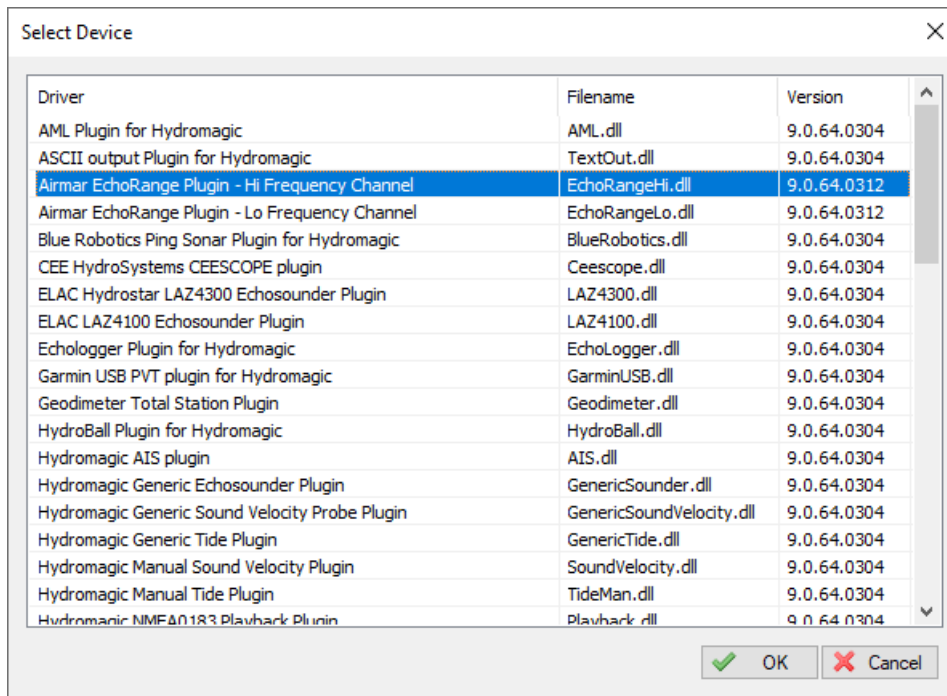 Select Device
Driver Filename Version
AML Plugin for Hydromagic AML.dll 9.0.64.0304
ASCII output Plugin for Hydromagic TextOut.dll 9.0.64.0304
Airmar EchoRange Plugin - Hi Frequency Channel EchoRangeHi.dll 9.0.64.0312
Airmar EchoRange Plugin - Lo Frequency Channel EchoRangeLo.dll 9.0.64.0312
Blue Robotics Ping Sonar Plugin for Hydromagic BlueRobotics.dll 9.0.64.0304
CEE HydroSystems CEESCOPE plugin Ceescope.dll 9.0.64.0304
ELAC Hydrostar LAZ4300 Echosounder Plugin LAZ4300.dll 9.0.64.0304
ELAC LAZ4100 Echosounder Plugin LAZ4100.dll 9.0.64.0304
Echologger Plugin for Hydromagic EchoLogger.dll 9.0.64.0304
Garmin USB PVT plugin for Hydromagic GarminUSB.dll 9.0.64.0304
Geodimeter Total Station Plugin Geodimeter.dll 9.0.64.0304
HydroBall Plugin for Hydromagic HydroBall.dll 9.0.64.0304
Hydromagic AIS plugin AIS.dll 9.0.64.0304
Hydromagic Generic Echosounder Plugin GenericSounder.dll 9.0.64.0304
Hydromagic Generic Sound Velocity Probe Plugin GenericSoundVelocity.dll 9.0.64.0304
Hydromagic Generic Tide Plugin GenericTide.dll 9.0.64.0304
Hydromagic Manual Sound Velocity Plugin SoundVelocity.dll 9.0.64.0304
Hydromagic Manual Tide Plugin TideMan.dll 9.0.64.0304
Hydromagic NMEA0183 Playback Plugin Playback.dll 9.0.64.0304
OK Cancel